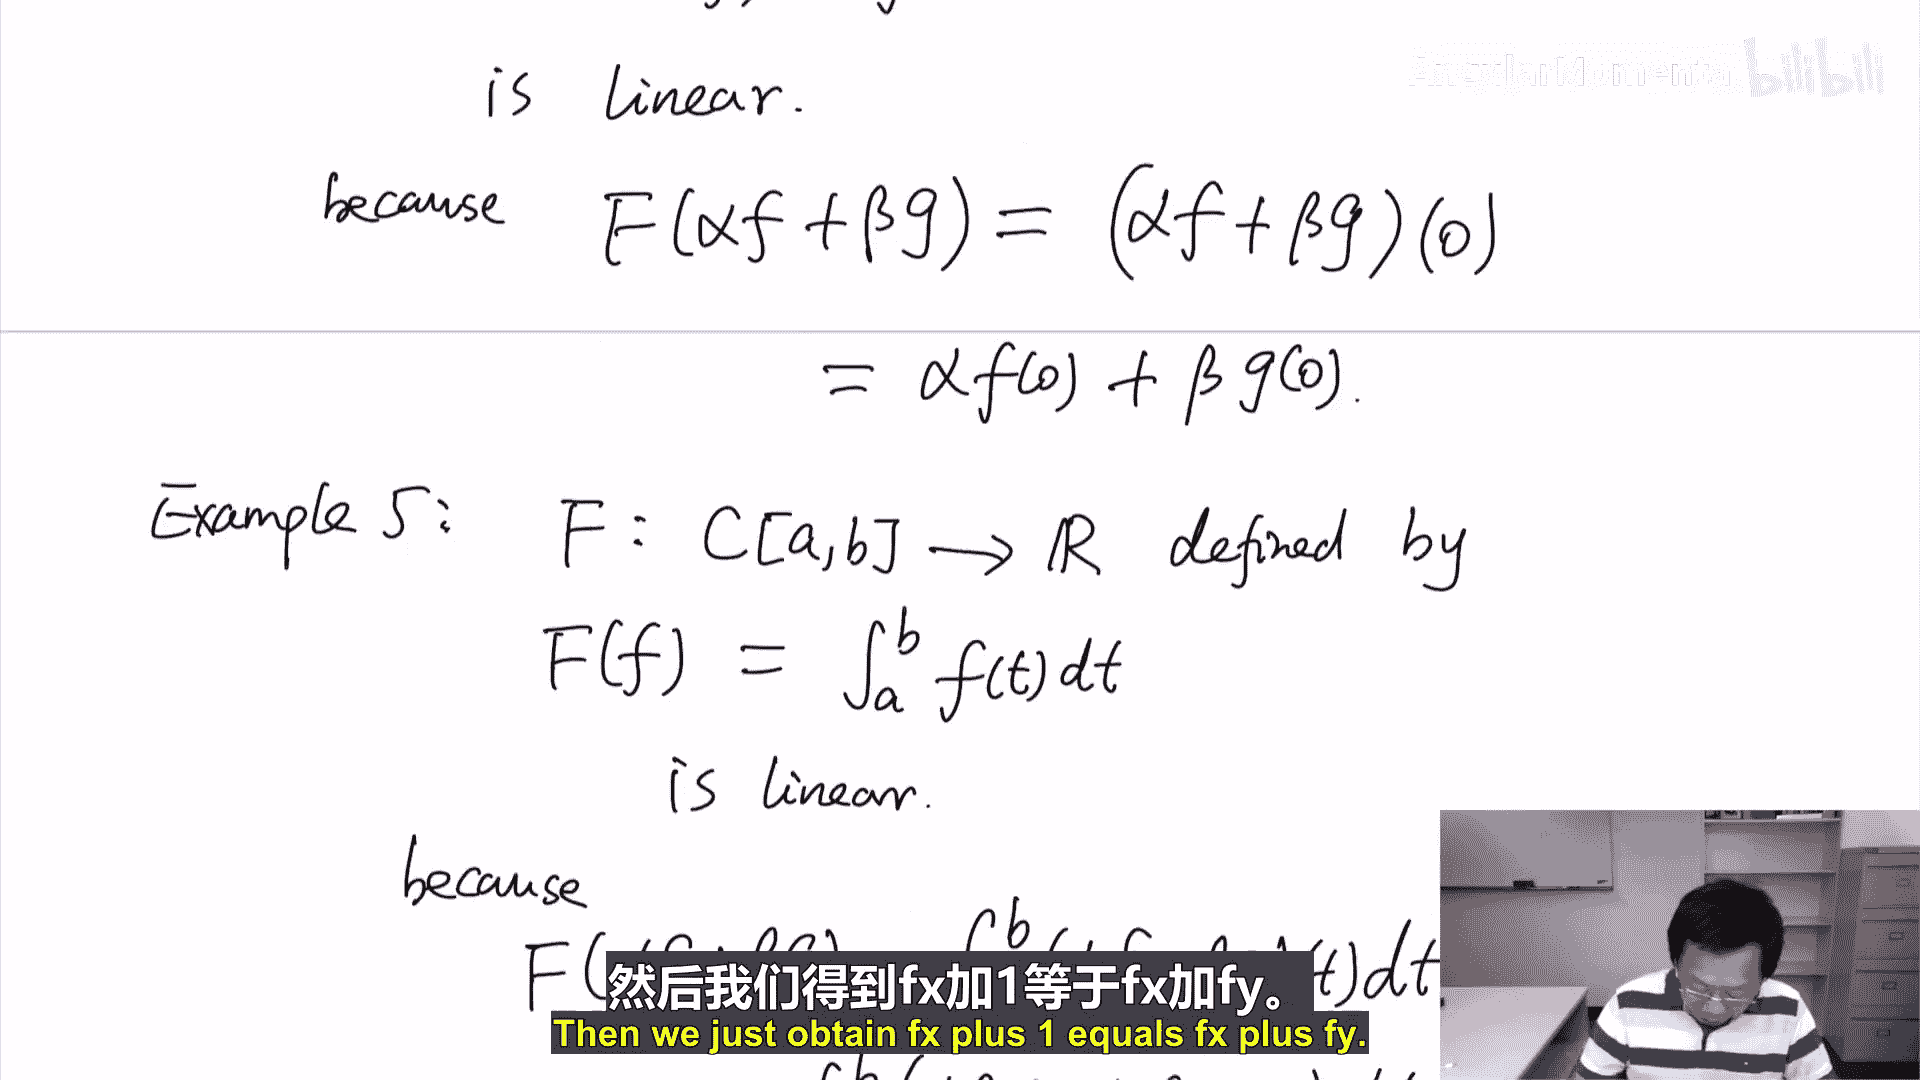 AngularMomenta bilibili
is linear.
because F(αf + βg) = (αf + βg)(0)
= αf(0) + βg(0).
Example 5: F: C[a,b] → ℝ defined by
F(f) = ∫_a^b f(t)dt
is linear.
because
然后我们得到fx加1等于fx加fy。
Then we just obtain fx plus 1 equals fx plus fy.